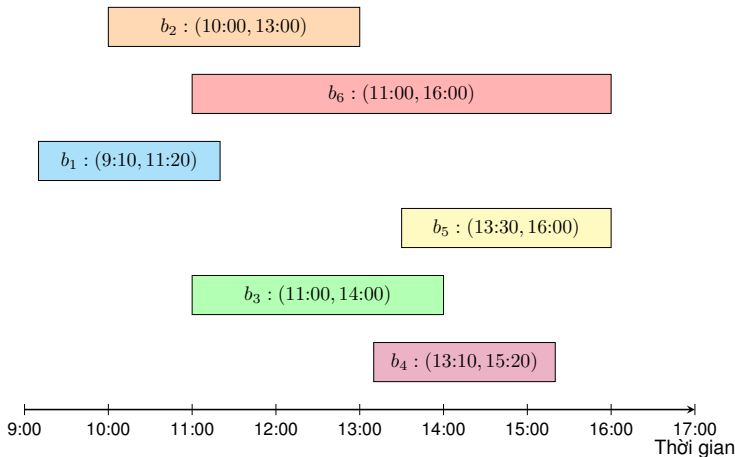 b₂ : (10:00, 13:00)
b₆ : (11:00, 16:00)
b₁ : (9:10, 11:20)
b₅ : (13:30, 16:00)
b₃ : (11:00, 14:00)
b₄ : (13:10, 15:20)
9:00 10:00 11:00 12:00 13:00 14:00 15:00 16:00 17:00
Thời gian